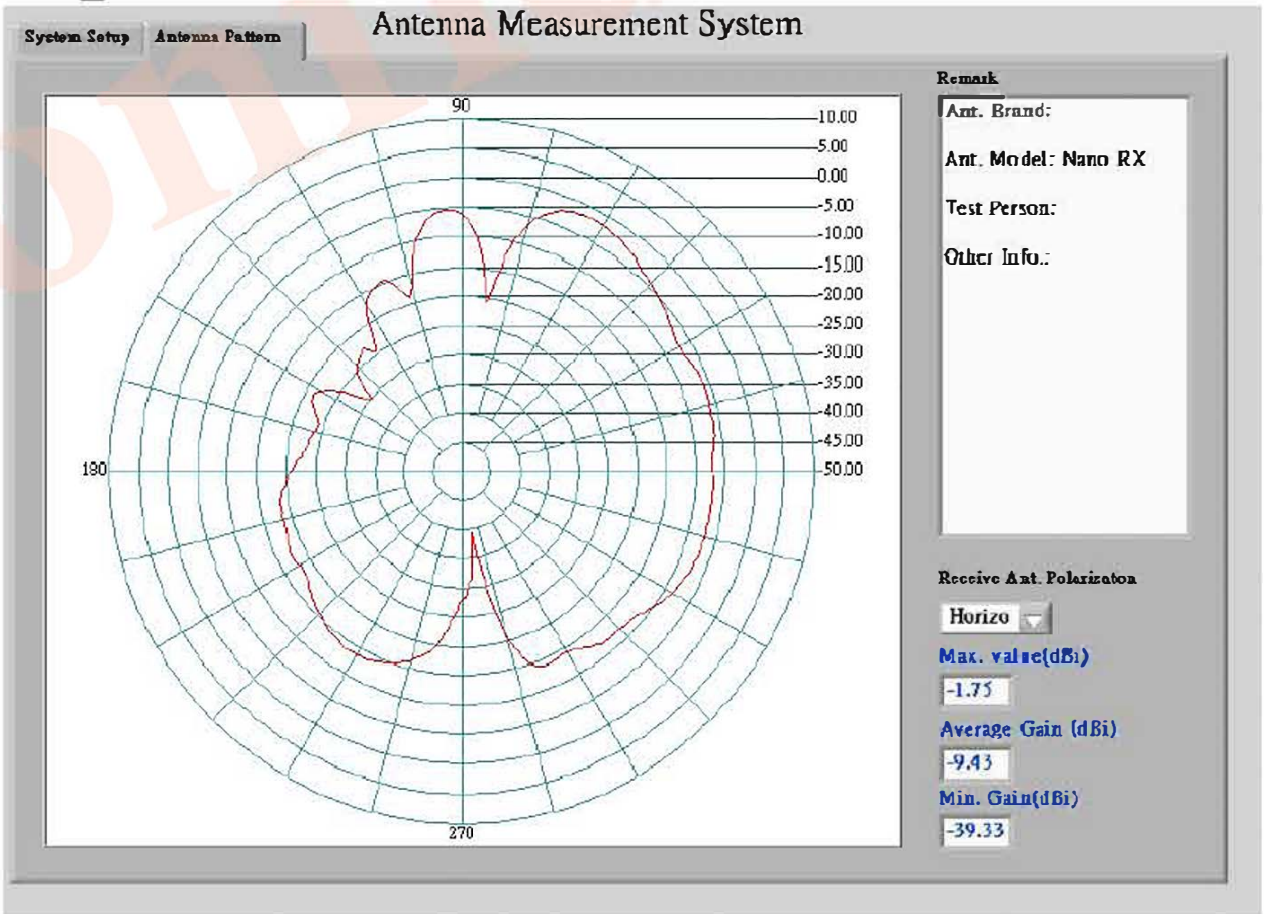 Antenna Measurement System
System Setup
Antenna Pattern
90
10.00
5.00
0.00
-5.00
-10.00
-15.00
-20.00
-25.00
-30.00
-35.00
-40.00
-45.00
-50.00
180
270
Remark
Ant. Brand:
Ant. Model: Nano RX
Test Person:
Other Info.:
Receive Ant. Polarizaton
Horizo
Max. value(dBi)
-1.75
Average Gain (dBi)
-9.43
Min. Gain(dBi)
-39.33